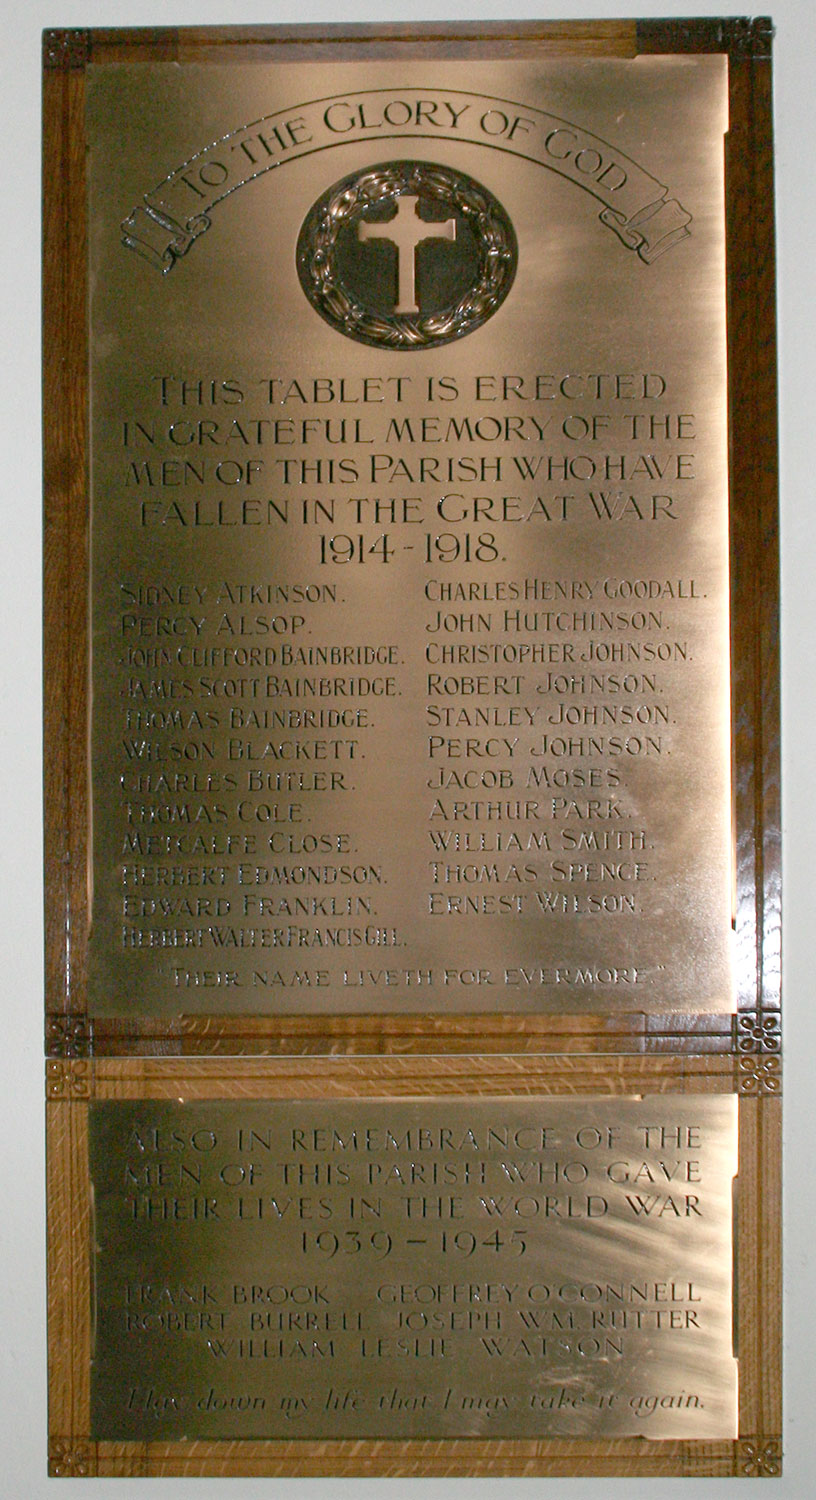 TO THE GLORY OF GOD
THIS TABLET IS ERECTED
IN GRATEFUL MEMORY OF THE
MEN OF THIS PARISH WHO HAVE
FALLEN IN THE GREAT WAR
1914-1918.
SIDNEY ATKINSON.
PERCY ALSOP.
JOHN CLIFFORD BAINBRIDGE.
JAMES SCOTT BAINBRIDGE.
THOMAS BAINBRIDGE.
WILSON BLACKETT.
CHARLES BUTLER.
THOMAS COLE.
METCALFE CLOSE.
HERBERT EDMONDSON.
EDWARD FRANKLIN.
HERBERT WALTER FRANCIS GILL.
CHARLES HENRY GOODALL.
JOHN HUTCHINSON.
CHRISTOPHER JOHNSON.
ROBERT JOHNSON.
STANLEY JOHNSON.
PERCY JOHNSON.
JACOB MOSES.
ARTHUR PARK.
WILLIAM SMITH.
THOMAS SPENCE.
ERNEST WILSON.
"THEIR NAME LIVETH FOR EVERMORE."
ALSO IN REMEMBRANCE OF THE
MEN OF THIS PARISH WHO GAVE
THEIR LIVES IN THE WORLD WAR
1939-1945
FRANK BROOK GEOFFREY O'CONNELL
ROBERT BURRELL JOSEPH WM. RUTTER
WILLIAM LESLIE WATSON
I lay down my life that I may take it again.